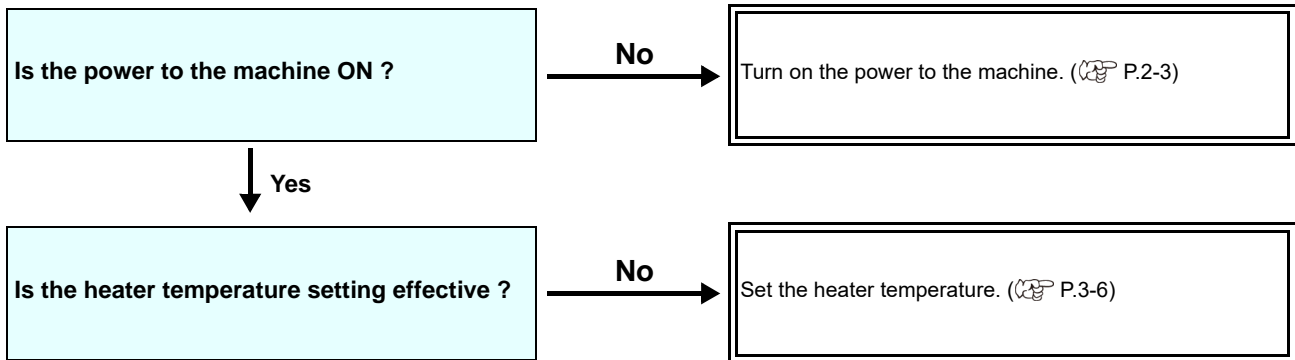 Is the power to the machine ON ?
No
Turn on the power to the machine. ( P.2-3)
Yes
Is the heater temperature setting effective ?
No
Set the heater temperature. ( P.3-6)